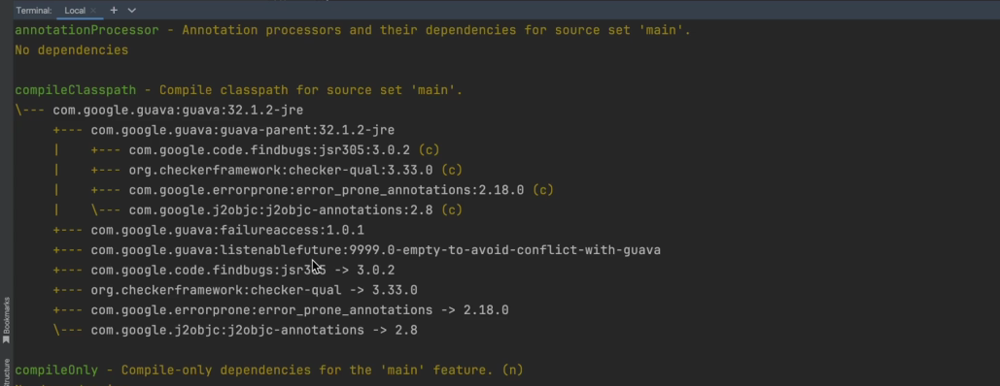 Terminal: Local × + ⌄
annotationProcessor - Annotation processors and their dependencies for source set 'main'.
No dependencies
compileClasspath - Compile classpath for source set 'main'.
\--- com.google.guava:guava:32.1.2-jre
     +--- com.google.guava:guava-parent:32.1.2-jre
     |    +--- com.google.code.findbugs:jsr305:3.0.2 (c)
     |    +--- org.checkerframework:checker-qual:3.33.0 (c)
     |    +--- com.google.errorprone:error_prone_annotations:2.18.0 (c)
     |    \--- com.google.j2objc:j2objc-annotations:2.8 (c)
     +--- com.google.guava:failureaccess:1.0.1
     +--- com.google.guava:listenablefuture:9999.0-empty-to-avoid-conflict-with-guava
     +--- com.google.code.findbugs:jsr305 -> 3.0.2
     +--- org.checkerframework:checker-qual -> 3.33.0
     +--- com.google.errorprone:error_prone_annotations -> 2.18.0
     \--- com.google.j2objc:j2objc-annotations -> 2.8
compileOnly - Compile-only dependencies for the 'main' feature. (n)
Bookmarks